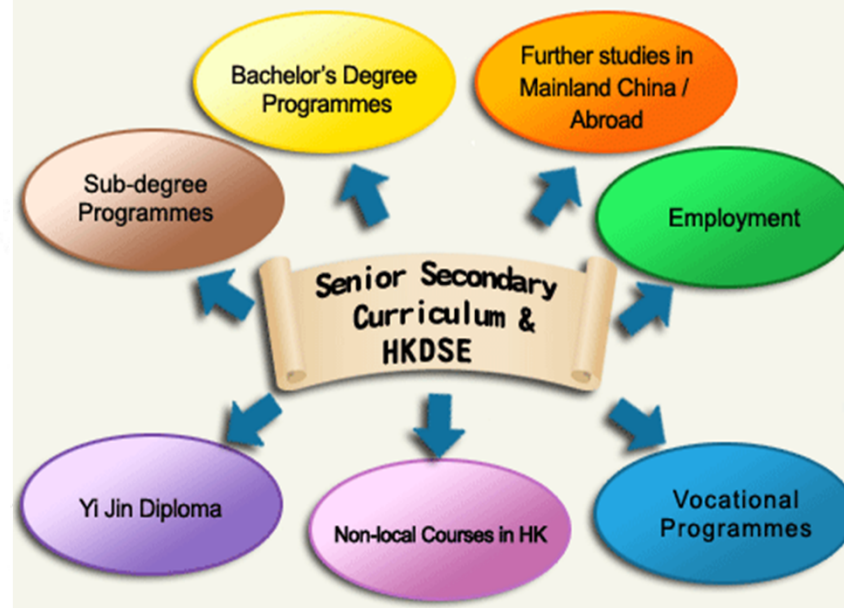 Bachelor's Degree
Programmes
Further studies in
Mainland China /
Abroad
Sub-degree
Programmes
Employment
Senior Secondary
Curriculum &
HKDSE
Yi Jin Diploma
Non-local Courses in HK
Vocational
Programmes